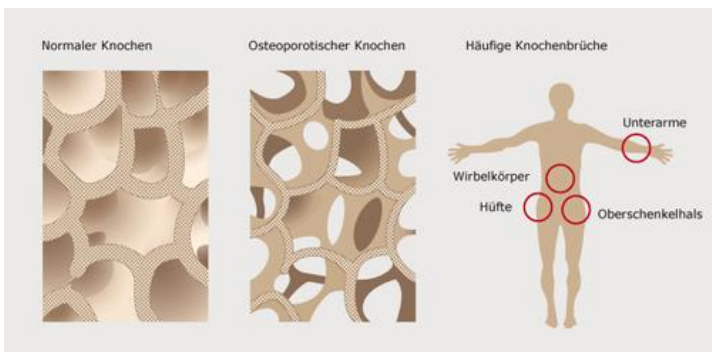 Normaler Knochen
Osteoporotischer Knochen
Häufige Knochenbrüche
Unterarme
Wirbelkörper
Hüfte
Oberschenkelhals